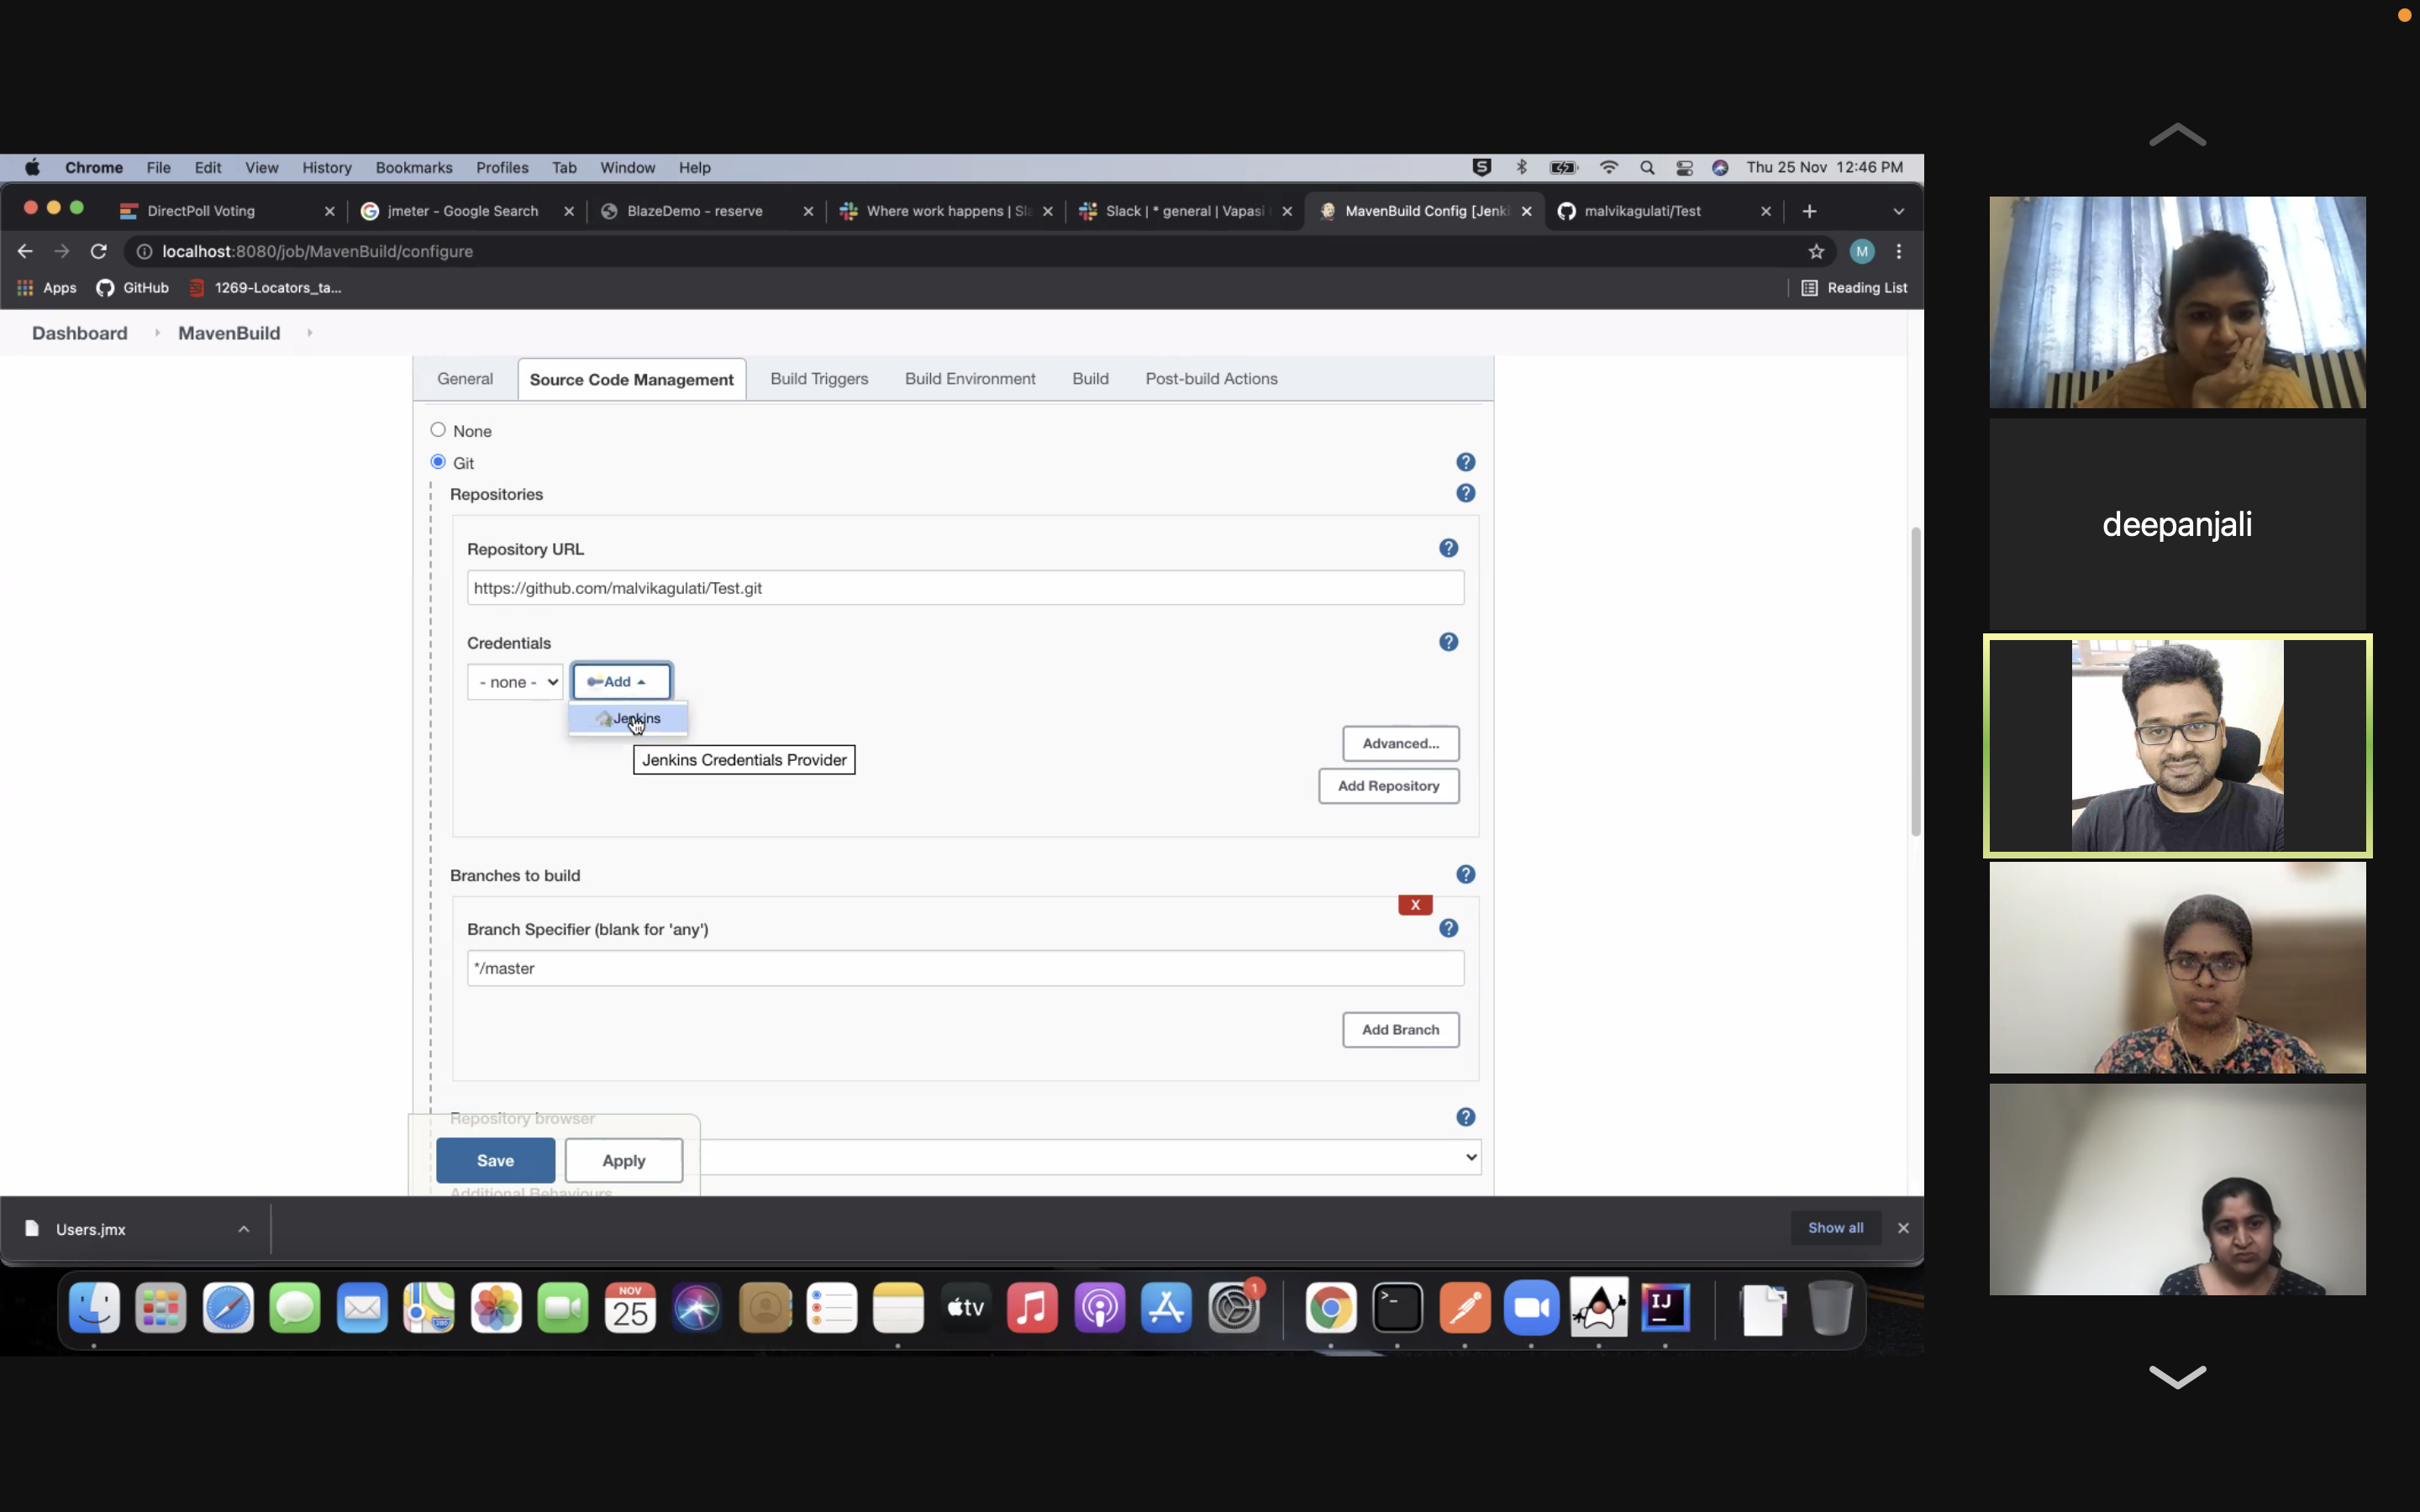 Chrome File Edit View History Bookmarks Profiles Tab Window Help
Thu 25 Nov 12:46 PM
DirectPoll Voting
jmeter - Google Search
BlazeDemo - reserve
Where work happens | Sl
Slack | * general | Vapasi
MavenBuild Config [Jenki
malvikagulati/Test
localhost:8080/job/MavenBuild/configure
M
Apps GitHub 1269-Locators_ta...
Reading List
Dashboard MavenBuild
General Source Code Management Build Triggers Build Environment Build Post-build Actions
None
Git
Repositories
Repository URL
https://github.com/malvikagulati/Test.git
Credentials
- none - Add
Jenkins
Jenkins Credentials Provider
Advanced...
Add Repository
Branches to build
X
Branch Specifier (blank for 'any')
*/master
Add Branch
Repository browser
Save Apply
Additional Behaviours
Users.jmx
Show all
NOV
25
280
tv
1
>_
IJ
deepanjali